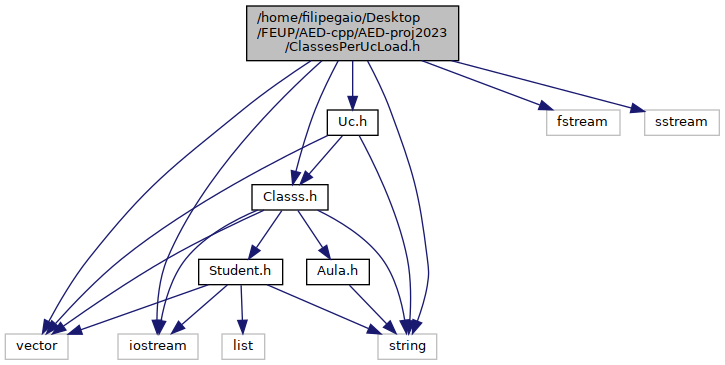 /home/filipegaio/Desktop
/FEUP/AED-cpp/AED-proj2023
/ClassesPerUcLoad.h
Uc.h
fstream
sstream
Classs.h
Student.h
Aula.h
vector
iostream
list
string